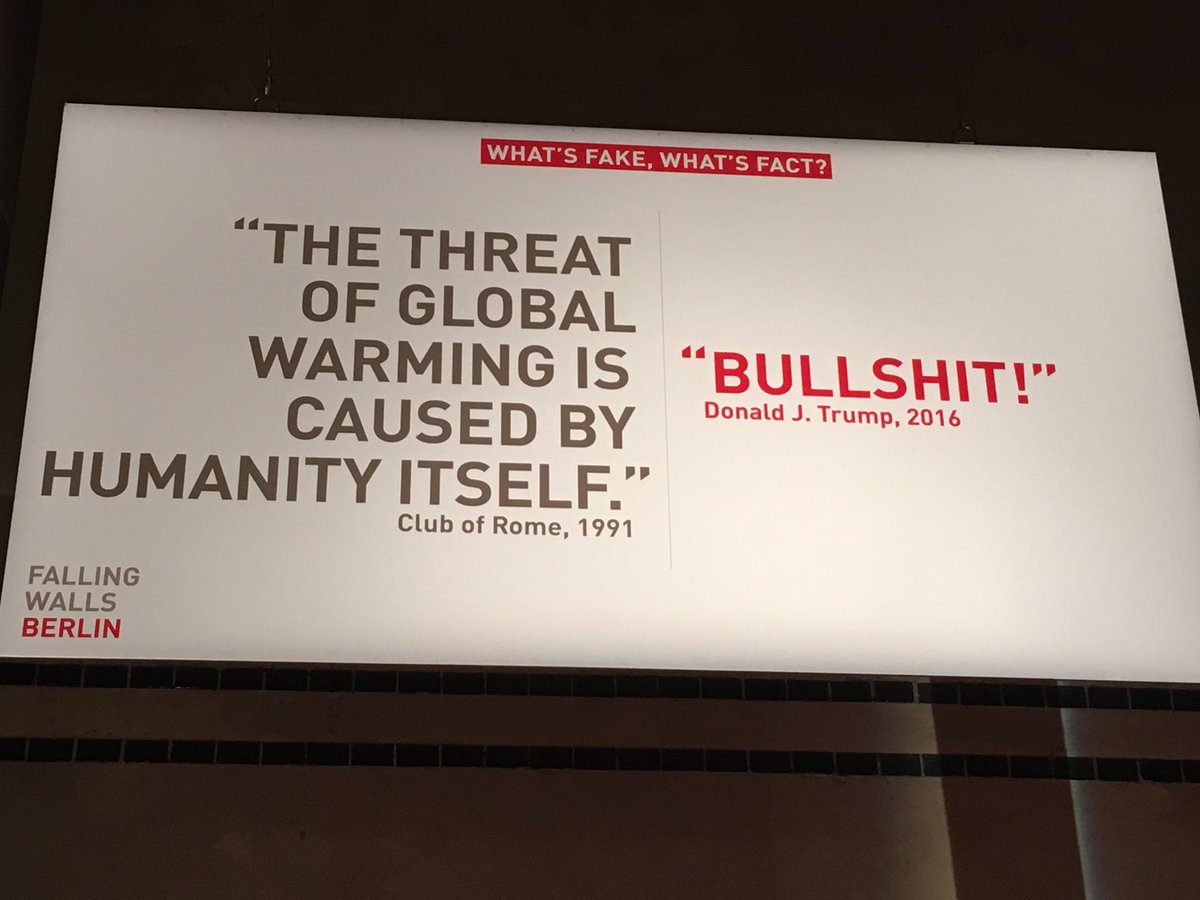 WHAT'S FAKE, WHAT'S FACT?
“THE THREAT
OF GLOBAL
WARMING IS
CAUSED BY
HUMANITY ITSELF.”
Club of Rome, 1991
“BULLSHIT!”
Donald J. Trump, 2016
FALLING
WALLS
BERLIN